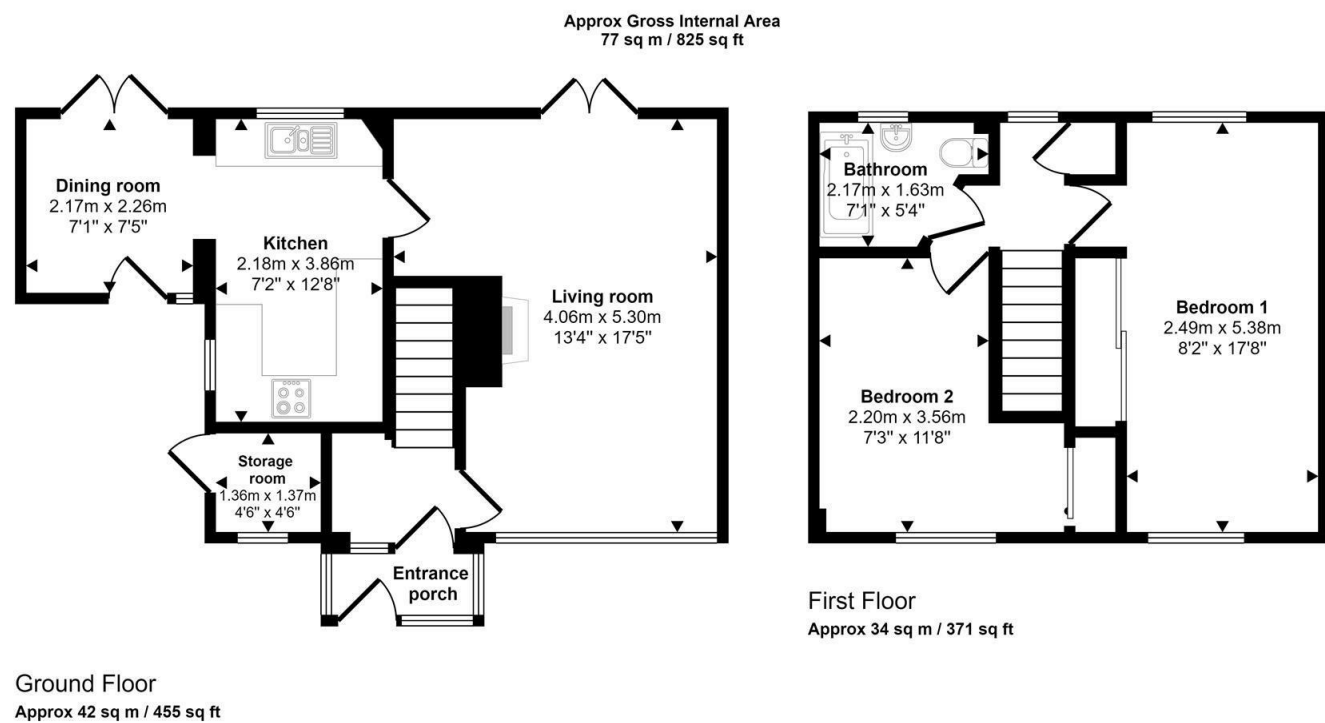 Approx Gross Internal Area
77 sq m / 825 sq ft
Dining room
2.17m x 2.26m
7'1" x 7'5"
Kitchen
2.18m x 3.86m
7'2" x 12'8"
Living room
4.06m x 5.30m
13'4" x 17'5"
Storage
room
1.36m x 1.37m
4'6" x 4'6"
Entrance
porch
Ground Floor
Approx 42 sq m / 455 sq ft
Bathroom
2.17m x 1.63m
7'1" x 5'4"
Bedroom 1
2.49m x 5.38m
8'2" x 17'8"
Bedroom 2
2.20m x 3.56m
7'3" x 11'8"
First Floor
Approx 34 sq m / 371 sq ft